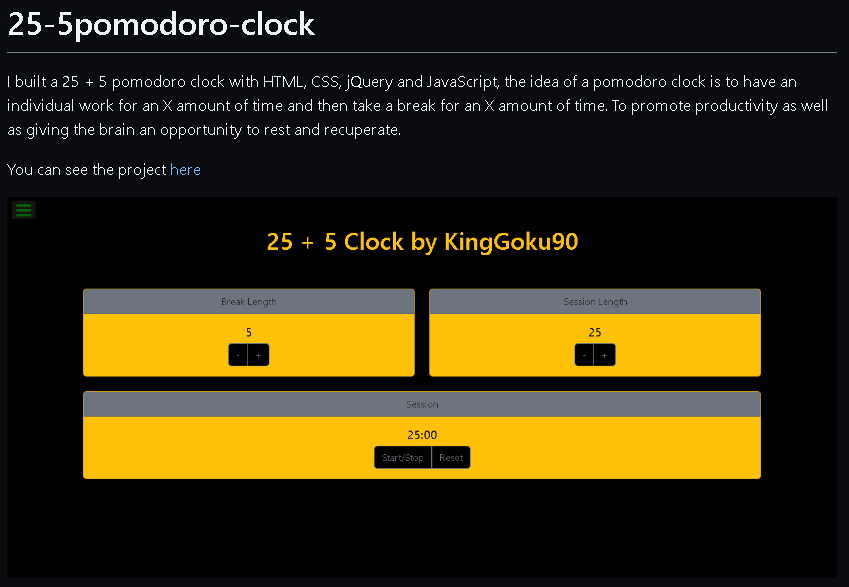 25-5pomodoro-clock
I built a 25 + 5 pomodoro clock with HTML, CSS, jQuery and JavaScript, the idea of a pomodoro clock is to have an
individual work for an X amount of time and then take a break for an X amount of time. To promote productivity as well
as giving the brain an opportunity to rest and recuperate.
You can see the project here
25 + 5 Clock by KingGoku90
Break Length
5
- +
Session Length
25
- +
Session
25:00
Start/Stop Reset